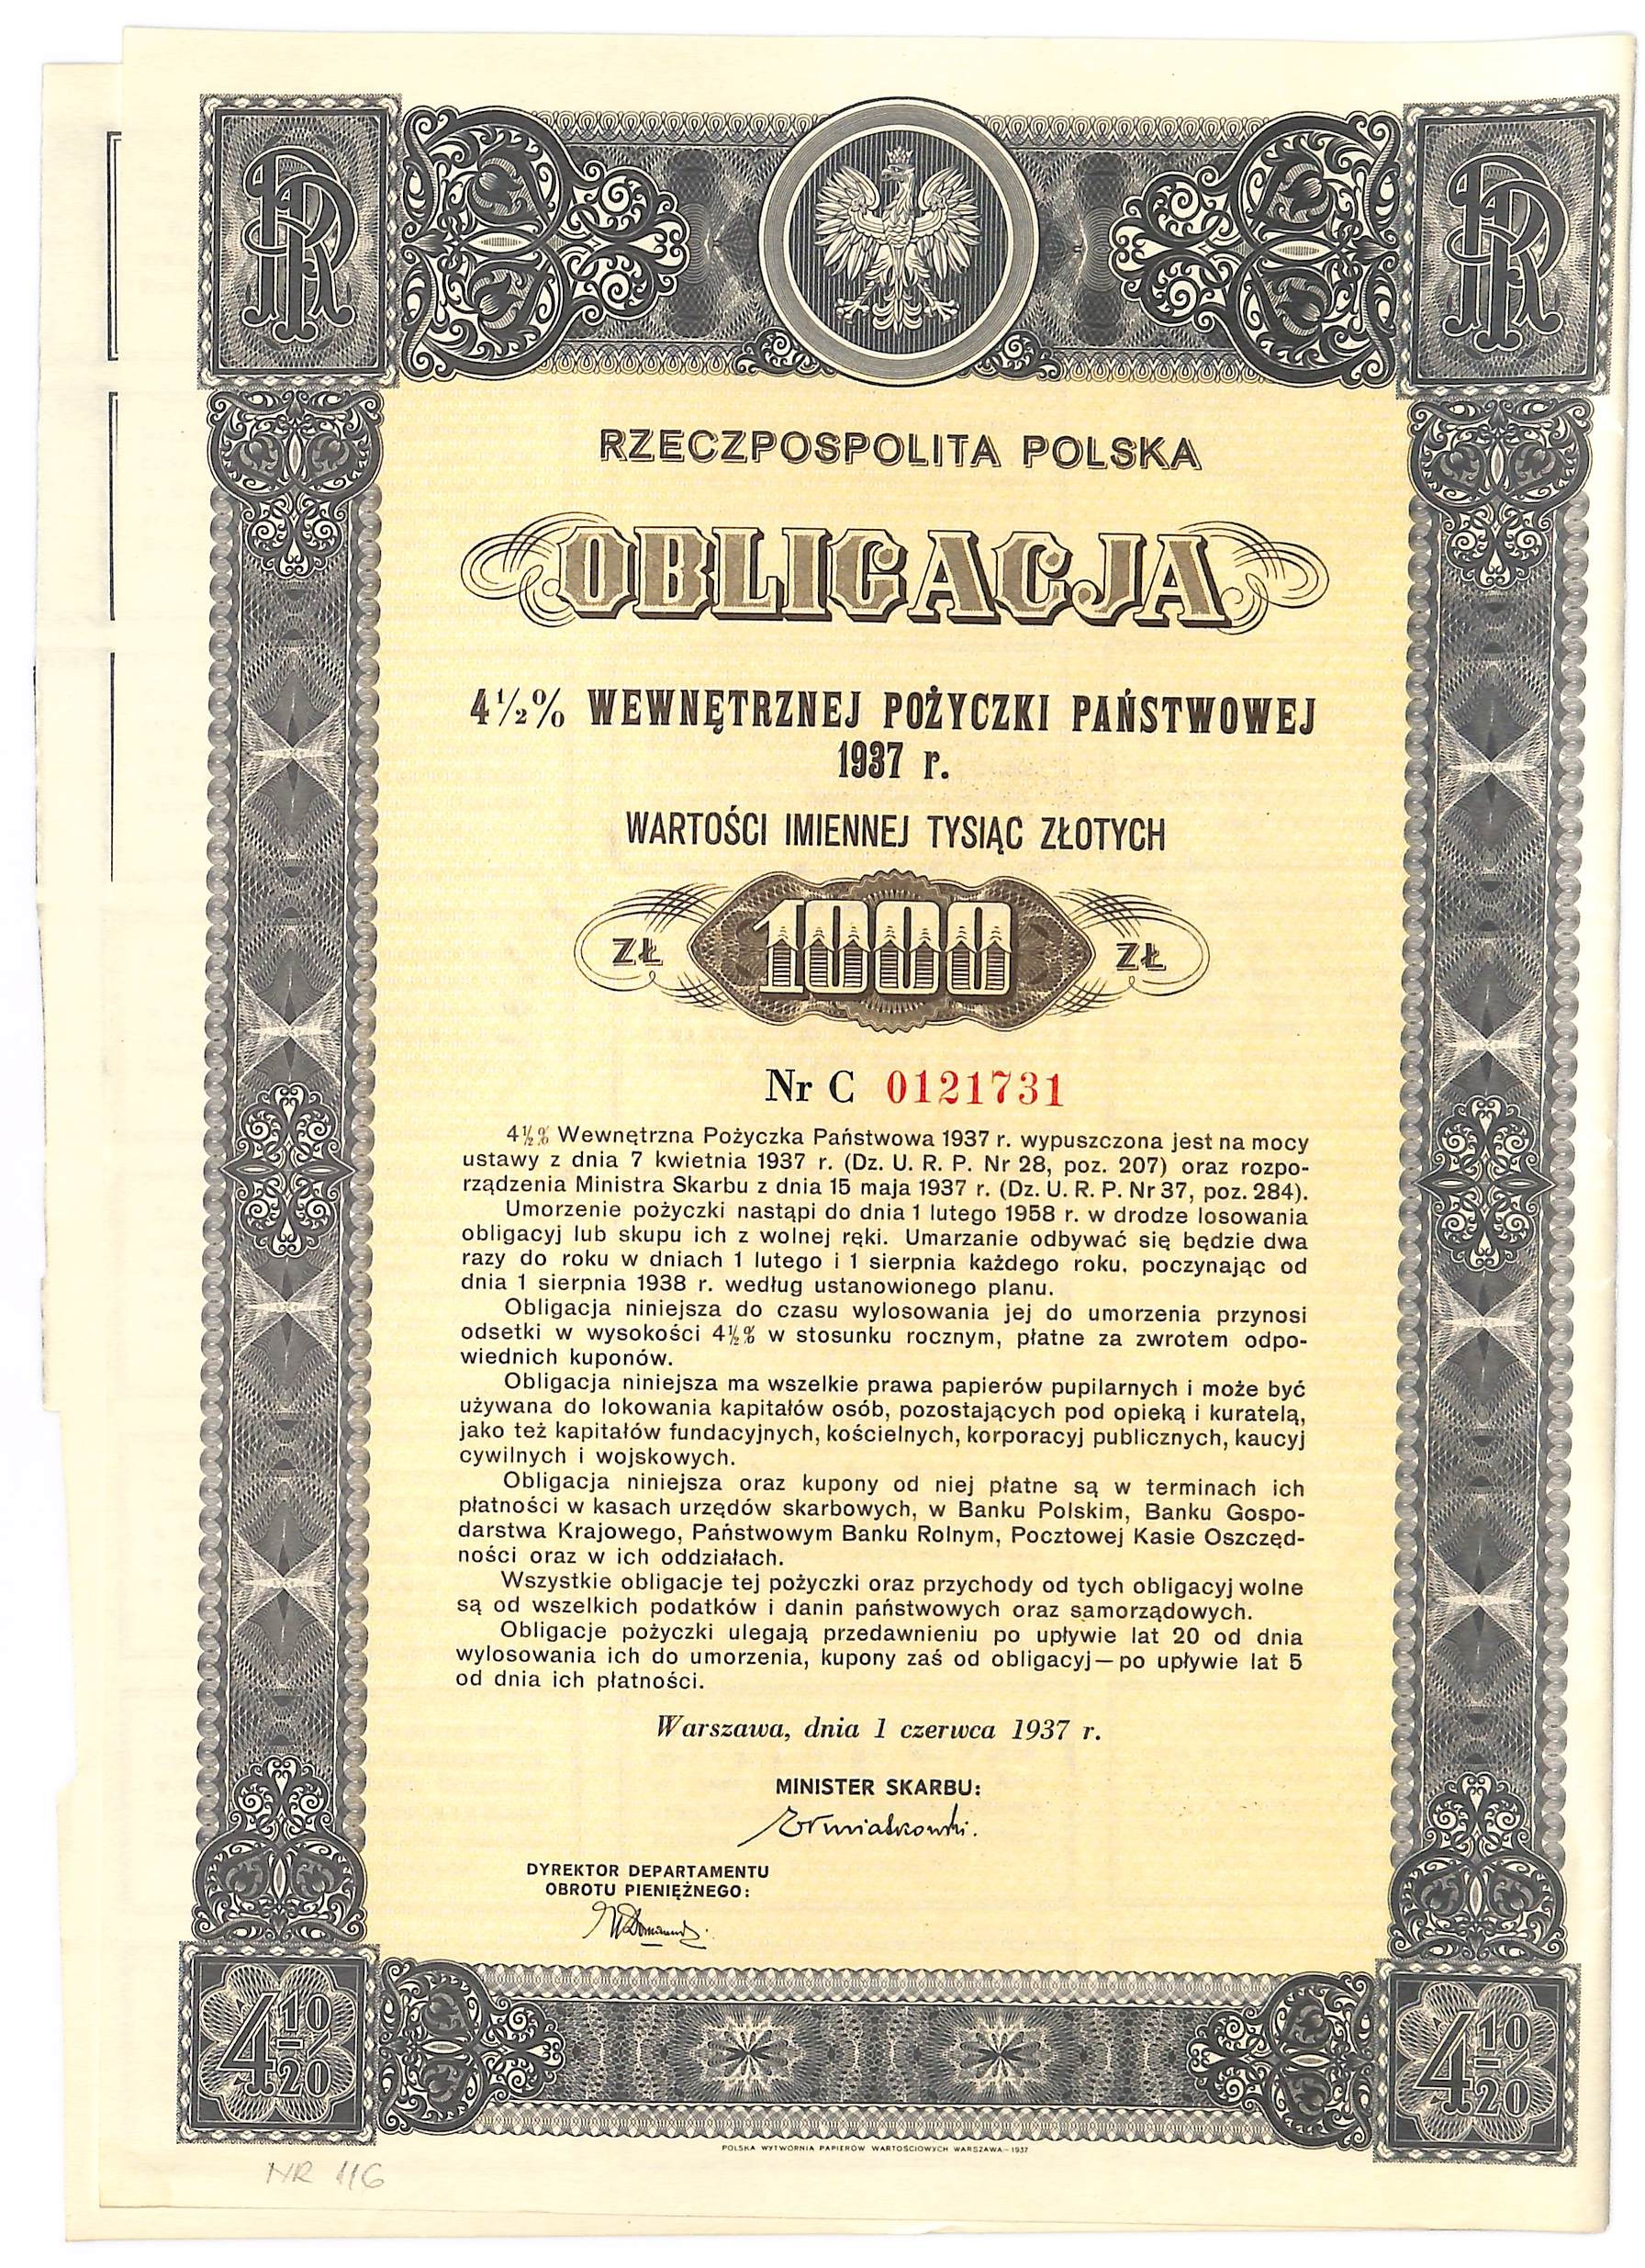 RP
RP
RZECZPOSPOLITA POLSKA
OBLIGACJA
4½% WEWNĘTRZNEJ POŻYCZKI PAŃSTWOWEJ
1937 r.
WARTOŚCI IMIENNEJ TYSIĄC ZŁOTYCH
ZŁ 1000 ZŁ
Nr C 0121731
4½% Wewnętrzna Pożyczka Państwowa 1937 r. wypuszczona jest na mocy
ustawy z dnia 7 kwietnia 1937 r. (Dz. U. R. P. Nr 28, poz. 207) oraz rozpo-
rządzenia Ministra Skarbu z dnia 15 maja 1937 r. (Dz. U. R. P. Nr 37, poz. 284).
Umorzenie pożyczki nastąpi do dnia 1 lutego 1958 r. w drodze losowania
obligacyj lub skupu ich z wolnej ręki. Umarzanie odbywać się będzie dwa
razy do roku w dniach 1 lutego i 1 sierpnia każdego roku, poczynając od
dnia 1 sierpnia 1938 r. według ustanowionego planu.
Obligacja niniejsza do czasu wylosowania jej do umorzenia przynosi
odsetki w wysokości 4½% w stosunku rocznym, płatne za zwrotem odpo-
wiednich kuponów.
Obligacja niniejsza ma wszelkie prawa papierów pupilarnych i może być
używana do lokowania kapitałów osób, pozostających pod opieką i kuratelą,
jako też kapitałów fundacyjnych, kościelnych, korporacyj publicznych, kaucyj
cywilnych i wojskowych.
Obligacja niniejsza oraz kupony od niej płatne są w terminach ich
płatności w kasach urzędów skarbowych, w Banku Polskim, Banku Gospo-
darstwa Krajowego, Państwowym Banku Rolnym, Pocztowej Kasie Oszczęd-
ności oraz w ich oddziałach.
Wszystkie obligacje tej pożyczki oraz przychody od tych obligacyj wolne
są od wszelkich podatków i danin państwowych oraz samorządowych.
Obligacje pożyczki ulegają przedawnieniu po upływie lat 20 od dnia
wylosowania ich do umorzenia, kupony zaś od obligacyj—po upływie lat 5
od dnia ich płatności.
Warszawa, dnia 1 czerwca 1937 r.
MINISTER SKARBU:
DYREKTOR DEPARTAMENTU
OBROTU PIENIĘŻNEGO:
4 10/20
4 10/20
POLSKA WYTWÓRNIA PAPIERÓW WARTOŚCIOWYCH WARSZAWA – 1937
NR 116